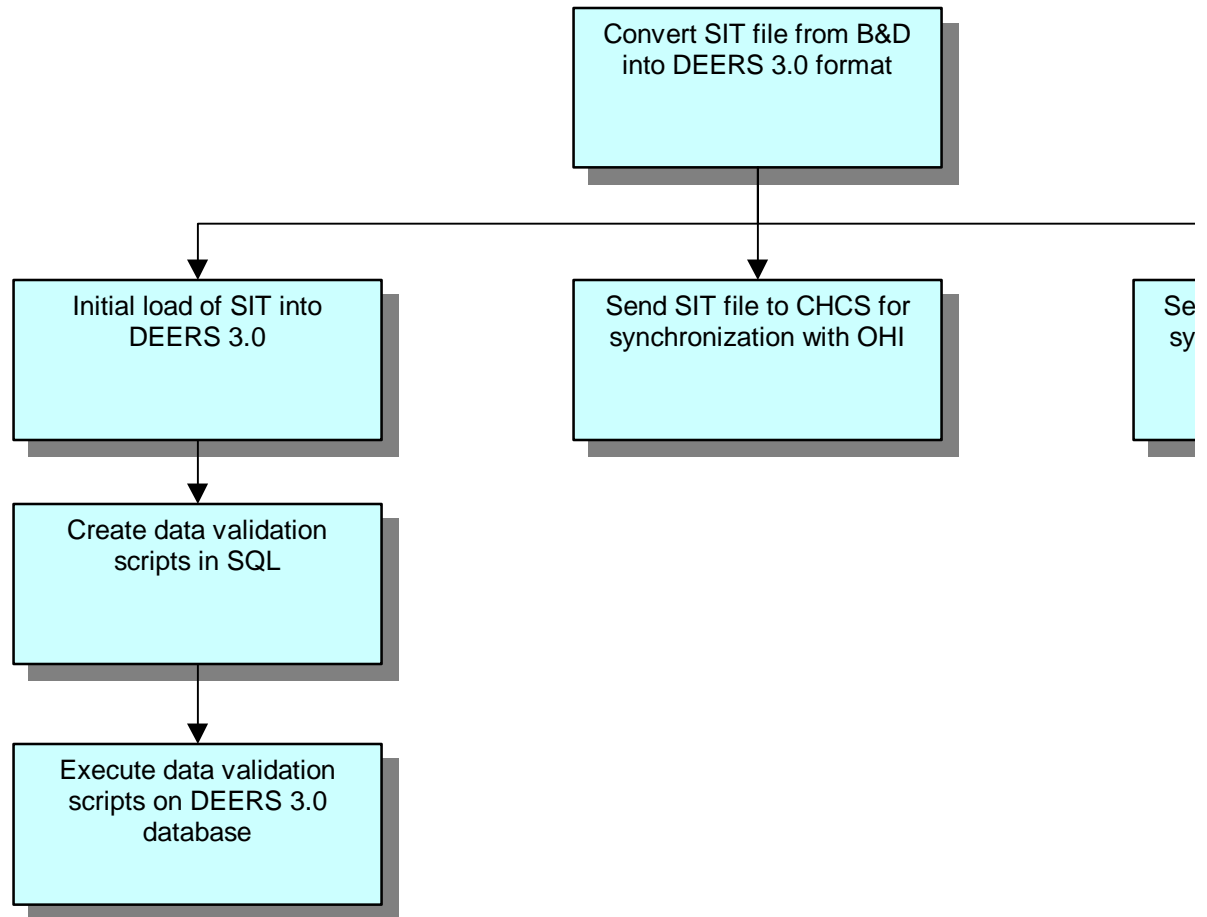 Convert SIT file from B&D
into DEERS 3.0 format
Initial load of SIT into
DEERS 3.0
Send SIT file to CHCS for
synchronization with OHI
Se
sy
Create data validation
scripts in SQL
Execute data validation
scripts on DEERS 3.0
database